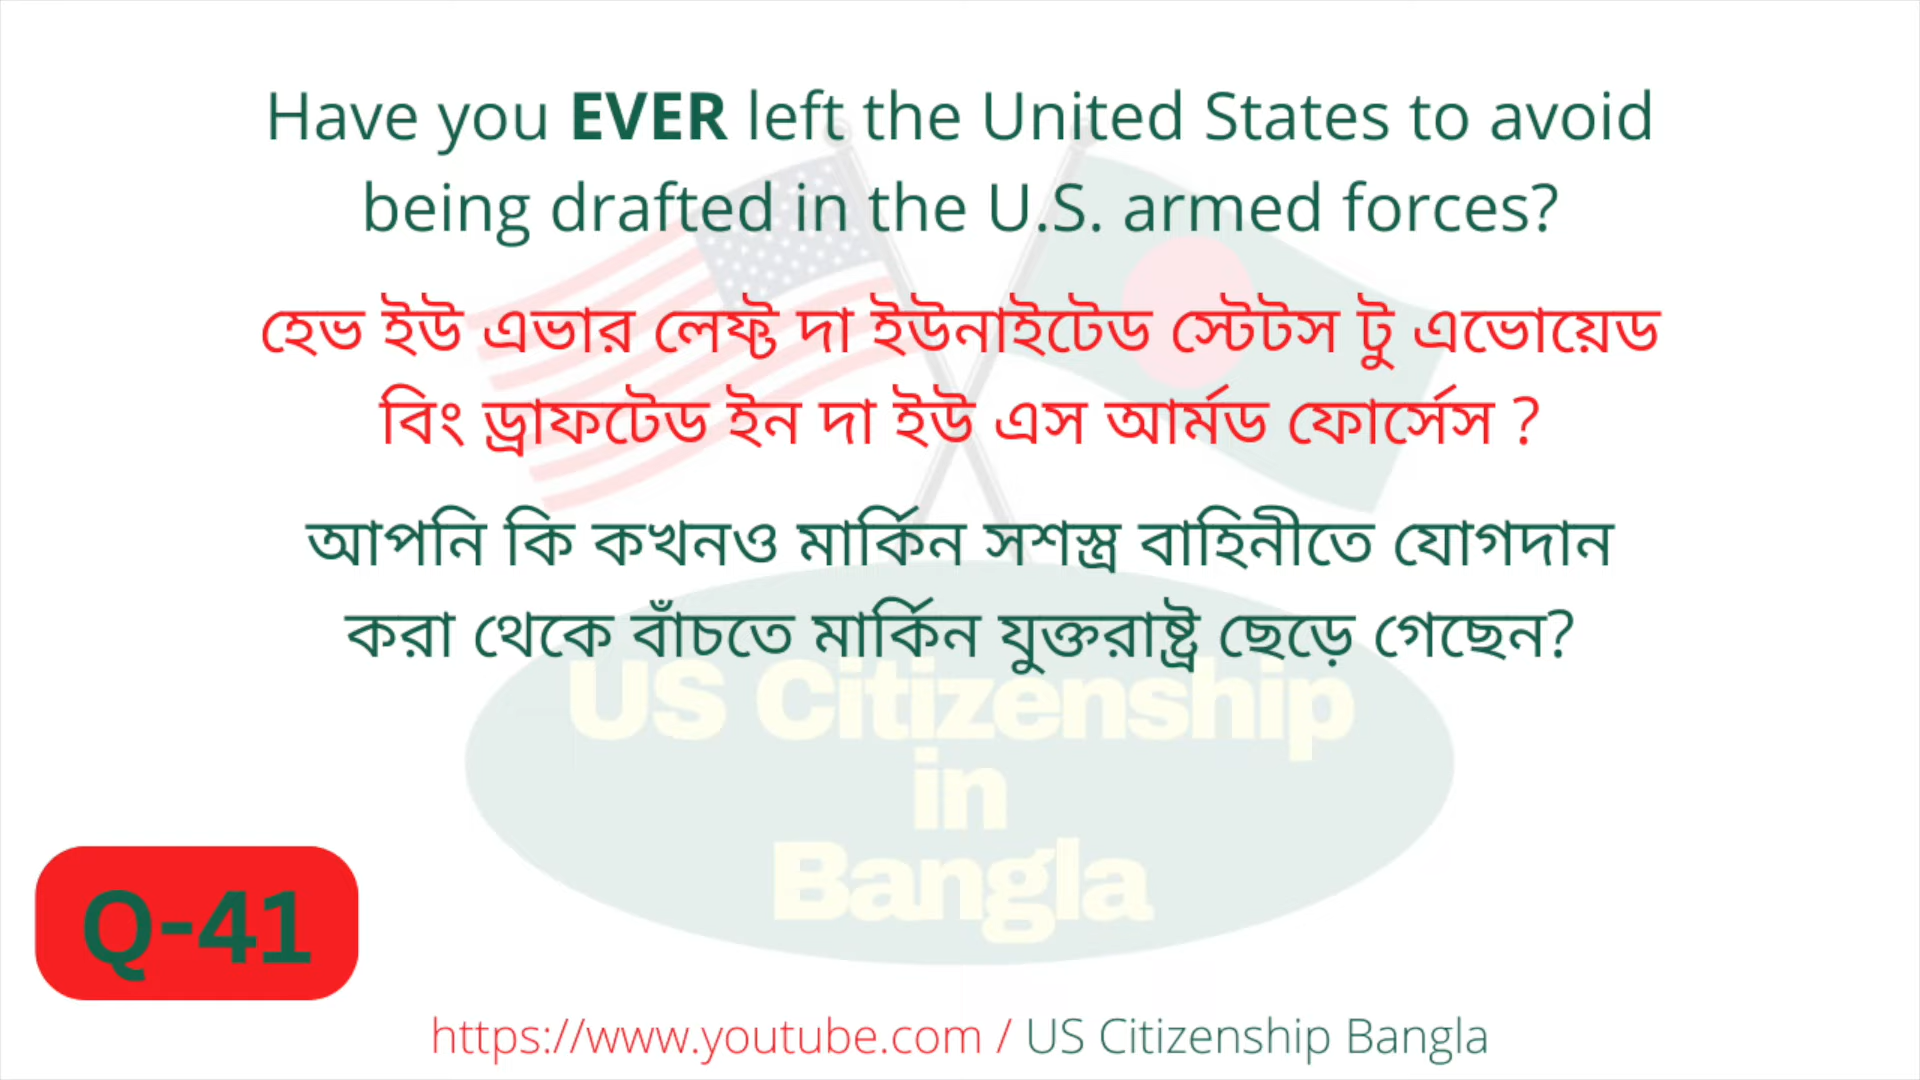 Have you EVER left the United States to avoid
being drafted in the U.S. armed forces?
হেভ ইউ এভার লেফ্ট দা ইউনাইটেড স্টেটস টু এভোয়েড
বিং ড্রাফটেড ইন দা ইউ এস আর্মড ফোর্সেস ?
আপনি কি কখনও মার্কিন সশস্ত্র বাহিনীতে যোগদান
করা থেকে বাঁচতে মার্কিন যুক্তরাষ্ট্র ছেড়ে গেছেন?
US Citizenship
in
Bangla
Q-41
https://www.youtube.com / US Citizenship Bangla